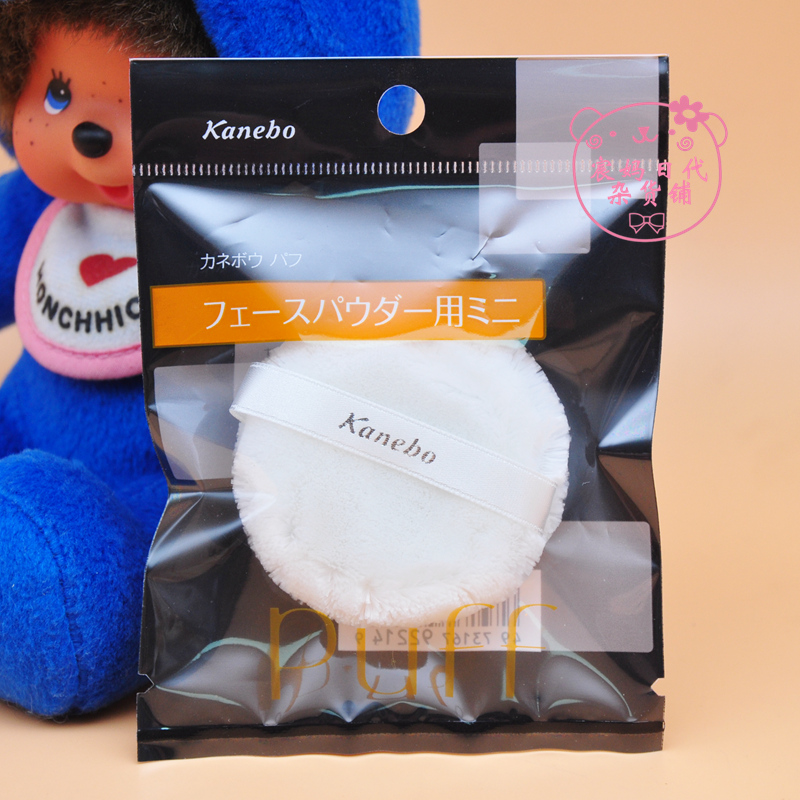 Kanebo
代
杂货铺
カネボウ パフ
フェースパウダー用ミニ
Kanebo
puff